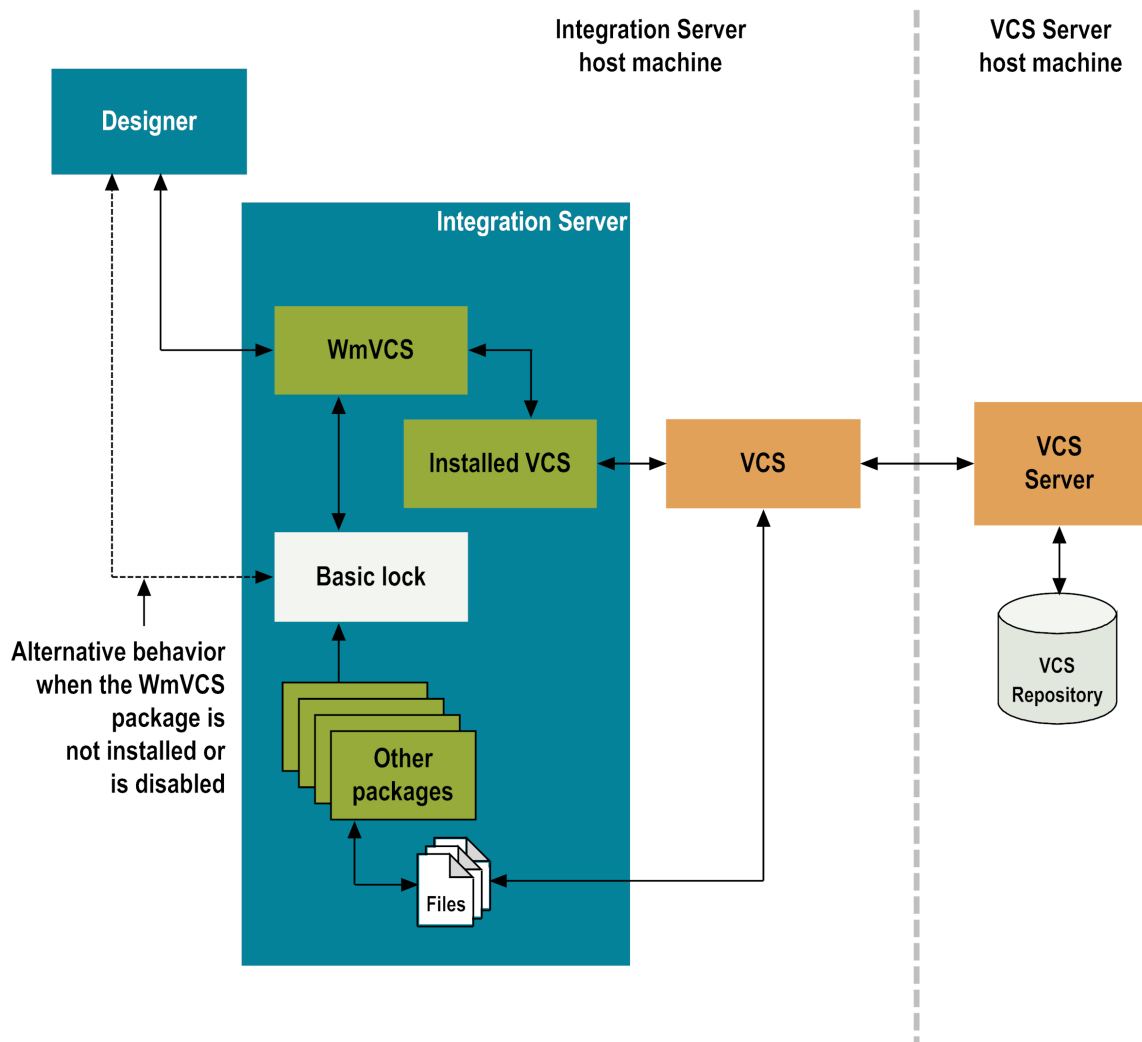 Integration Server
host machine
VCS Server
host machine
Designer
Integration Server
WmVCS
Installed VCS
VCS
VCS
Server
Basic lock
Alternative behavior
when the WmVCS
package is
not installed or
is disabled
VCS
Repository
Other
packages
Files